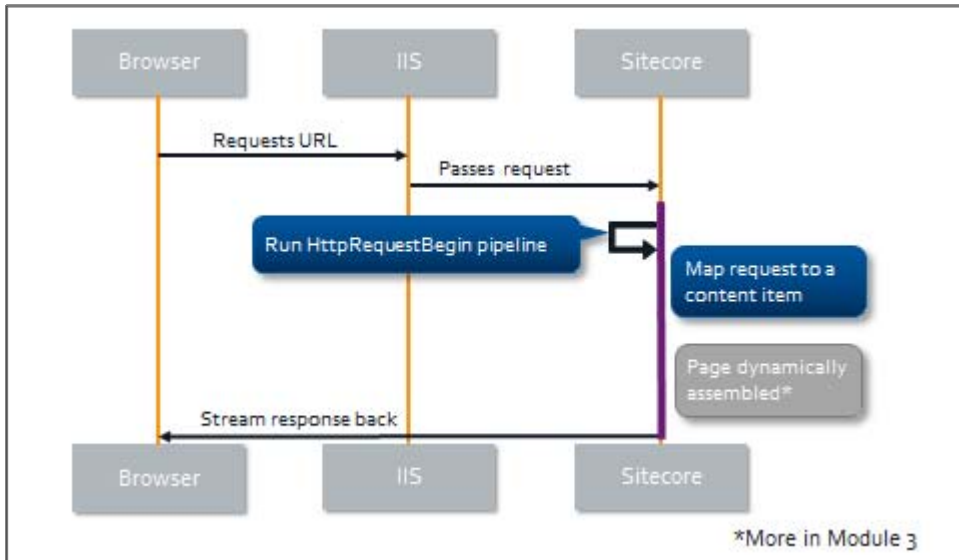 Browser
IIS
Sitecore
Requests URL
Passes request
Run HttpRequestBegin pipeline
Map request to a
content item
Page dynamically
assembled*
Stream response back
Browser
IIS
Sitecore
*More in Module 3